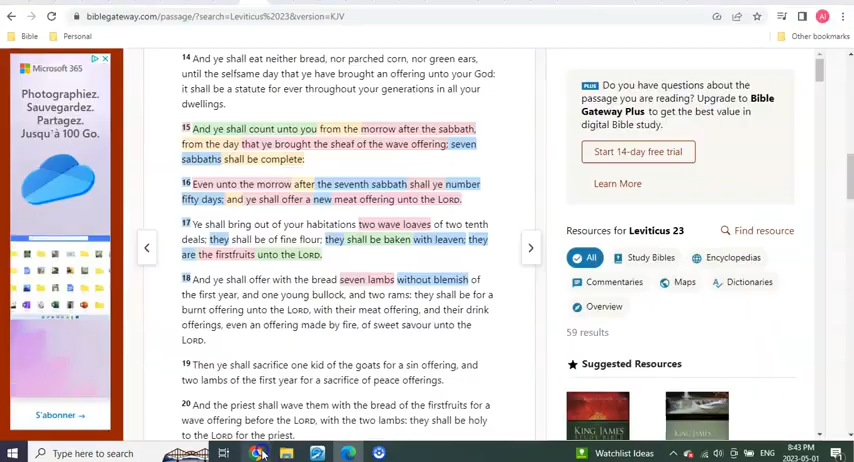 biblegateway.com/passage/?search=Leviticus%2023&version=KJV
AI
Bible
Personal
Other bookmarks
Microsoft 365
Photographiez.
Sauvegardez.
Partagez.
Jusqu'à 100 Go.
S'abonner →
14 And ye shall eat neither bread, nor parched corn, nor green ears,
until the selfsame day that ye have brought an offering unto your God:
it shall be a statute for ever throughout your generations in all your
dwellings.
15 And ye shall count unto you from the morrow after the sabbath,
from the day that ye brought the sheaf of the wave offering; seven
sabbaths shall be complete:
16 Even unto the morrow after the seventh sabbath shall ye number
fifty days; and ye shall offer a new meat offering unto the LORD.
17 Ye shall bring out of your habitations two wave loaves of two tenth
deals; they shall be of fine flour; they shall be baken with leaven; they
are the firstfruits unto the LORD.
18 And ye shall offer with the bread seven lambs without blemish of
the first year, and one young bullock, and two rams: they shall be for a
burnt offering unto the LORD, with their meat offering, and their drink
offerings, even an offering made by fire, of sweet savour unto the
LORD.
19 Then ye shall sacrifice one kid of the goats for a sin offering, and
two lambs of the first year for a sacrifice of peace offerings.
20 And the priest shall wave them with the bread of the firstfruits for a
wave offering before the LORD, with the two lambs: they shall be holy
to the LORD for the priest.
PLUS Do you have questions about the
passage you are reading? Upgrade to Bible
Gateway Plus to get the best value in
digital Bible study.
Start 14-day free trial
Learn More
Resources for Leviticus 23
Find resource
All
Study Bibles
Encyclopedias
Commentaries
Maps
Dictionaries
Overview
59 results
Suggested Resources
KING JAMES
KING JAMES
Type here to search
Watchlist Ideas
ENG
8:43 PM
2023-05-01